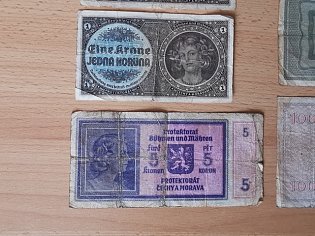 1
1
Eine Krone
JEDNA KORUNA
Protektorat
Böhmen und Mähren
5
Fünf
PĚT
5
5
Kronen
KORUN
PROTEKTORÁT
ČECHY A MORAVA
5
100